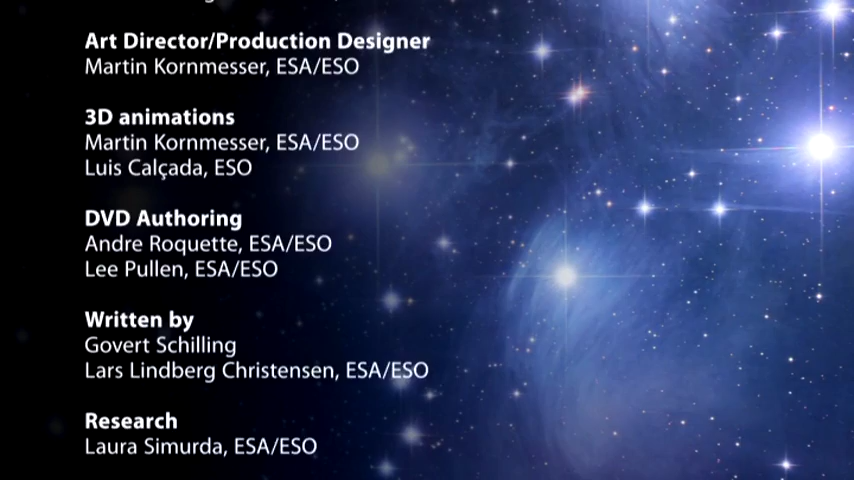 Art Director/Production Designer
Martin Kornmesser, ESA/ESO
3D animations
Martin Kornmesser, ESA/ESO
Luis Calçada, ESO
DVD Authoring
Andre Roquette, ESA/ESO
Lee Pullen, ESA/ESO
Written by
Govert Schilling
Lars Lindberg Christensen, ESA/ESO
Research
Laura Simurda, ESA/ESO